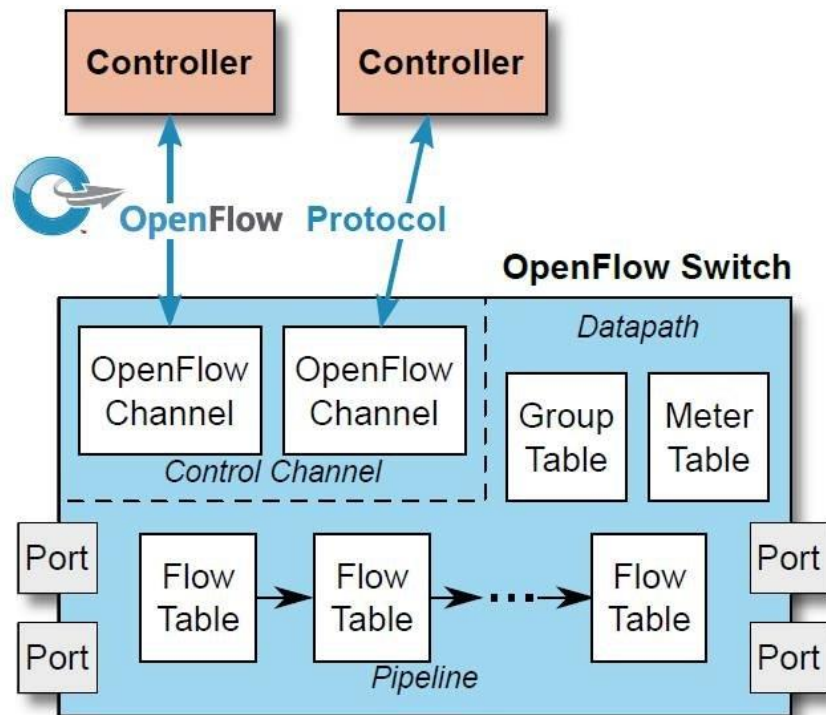 Controller
Controller
OpenFlow Protocol
™
OpenFlow Switch
OpenFlow
Channel
OpenFlow
Channel
Control Channel
Datapath
Group
Table
Meter
Table
Port
Port
Flow
Table
Flow
Table
...
Flow
Table
Pipeline
Port
Port